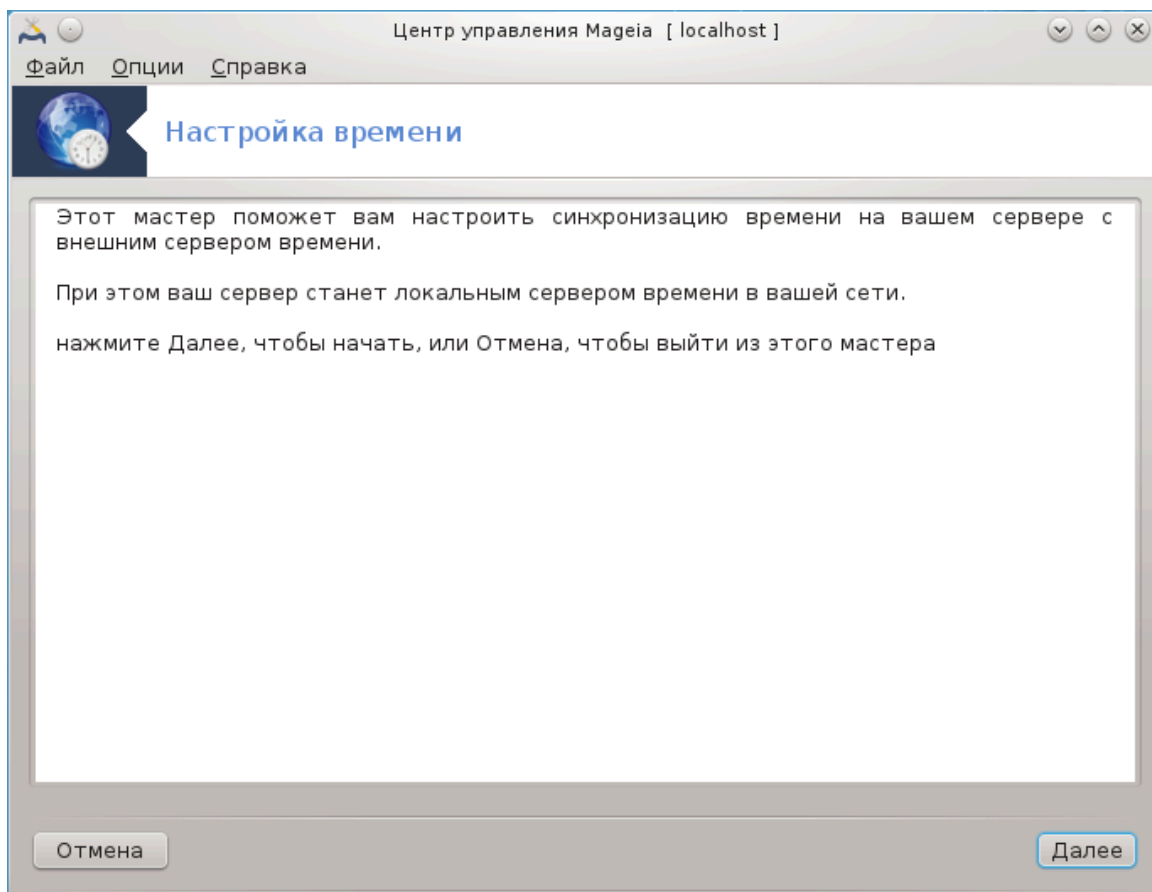 Центр управления Mageia [ localhost ]
Файл Опции Справка
Настройка времени
Этот мастер поможет вам настроить синхронизацию времени на вашем сервере с
внешним сервером времени.
При этом ваш сервер станет локальным сервером времени в вашей сети.
нажмите Далее, чтобы начать, или Отмена, чтобы выйти из этого мастера
Отмена Далее